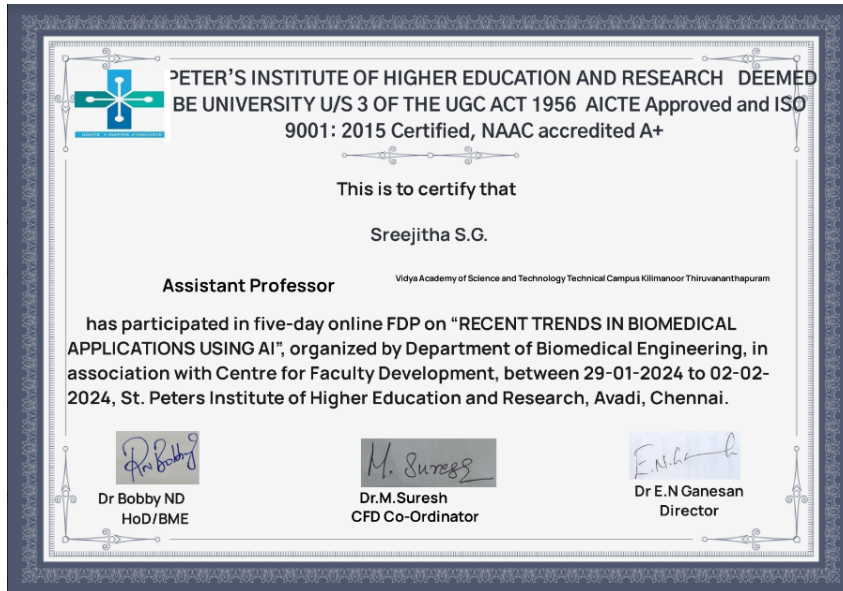 PETER'S INSTITUTE OF HIGHER EDUCATION AND RESEARCH DEEMED
BE UNIVERSITY U/S 3 OF THE UGC ACT 1956 AICTE Approved and ISO
9001: 2015 Certified, NAAC accredited A+
This is to certify that
Sreejitha S.G.
Assistant Professor
Vidya Academy of Science and Technology Technical Campus Kilimanoor Thiruvananthapuram
has participated in five-day online FDP on “RECENT TRENDS IN BIOMEDICAL
APPLICATIONS USING AI”, organized by Department of Biomedical Engineering, in
association with Centre for Faculty Development, between 29-01-2024 to 02-02-
2024, St. Peters Institute of Higher Education and Research, Avadi, Chennai.
M. Suresh
Dr Bobby ND
HoD/BME
Dr.M.Suresh
CFD Co-Ordinator
Dr E.N Ganesan
Director